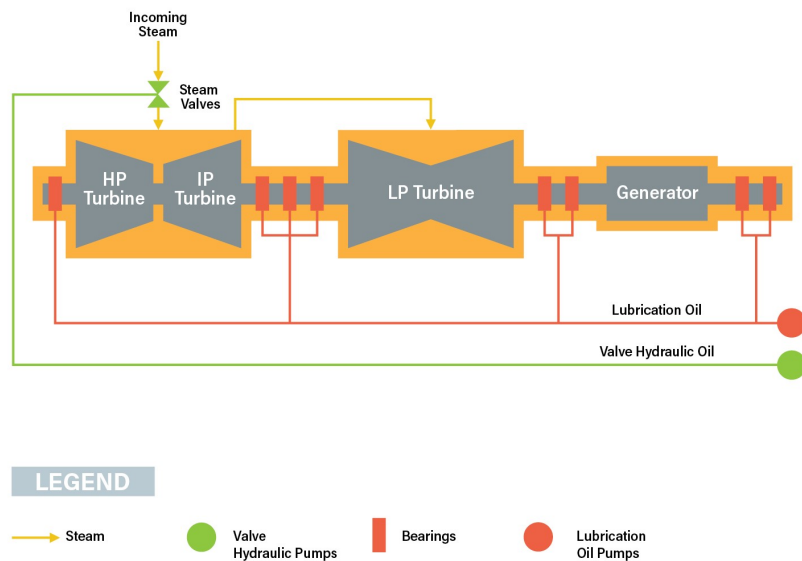 Incoming
Steam
Steam
Valves
HP
Turbine
IP
Turbine
LP Turbine
Generator
Lubrication Oil
Valve Hydraulic Oil
LEGEND
Steam
Valve
Hydraulic Pumps
Bearings
Lubrication
Oil Pumps